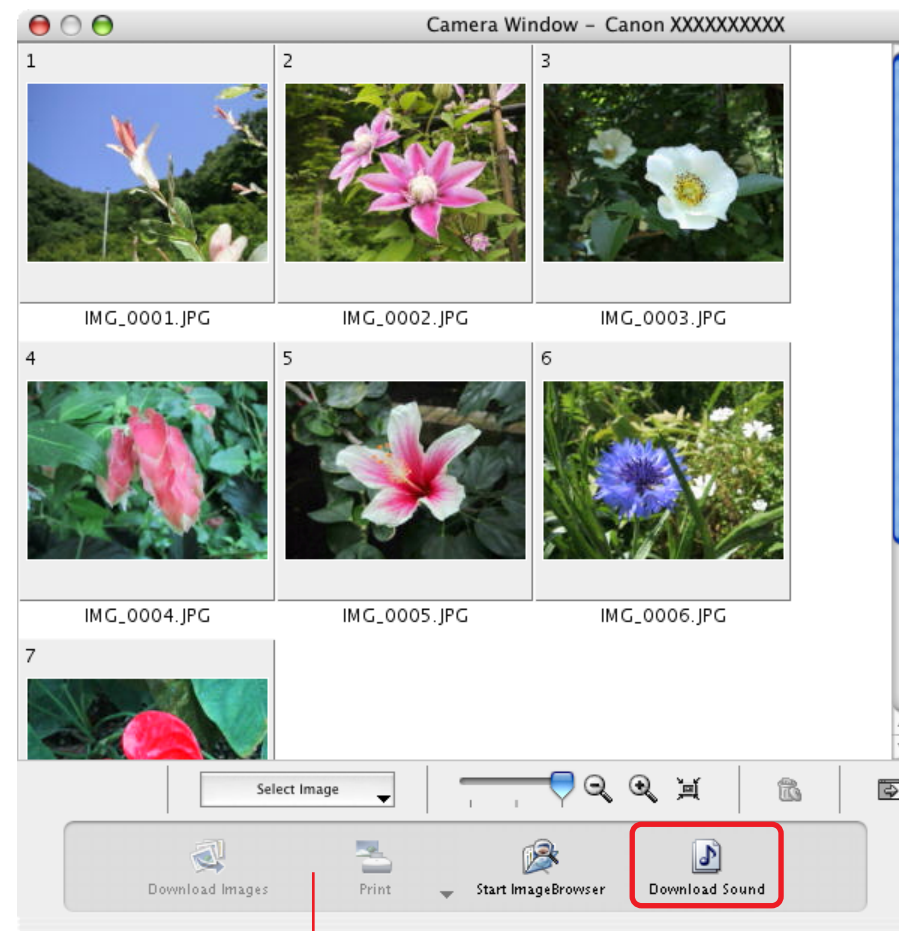 Camera Window – Canon XXXXXXXXXX
1 2 3
IMG_0001.JPG IMG_0002.JPG IMG_0003.JPG
4 5 6
IMG_0004.JPG IMG_0005.JPG IMG_0006.JPG
7
Select Image
Download Images Print Start ImageBrowser Download Sound